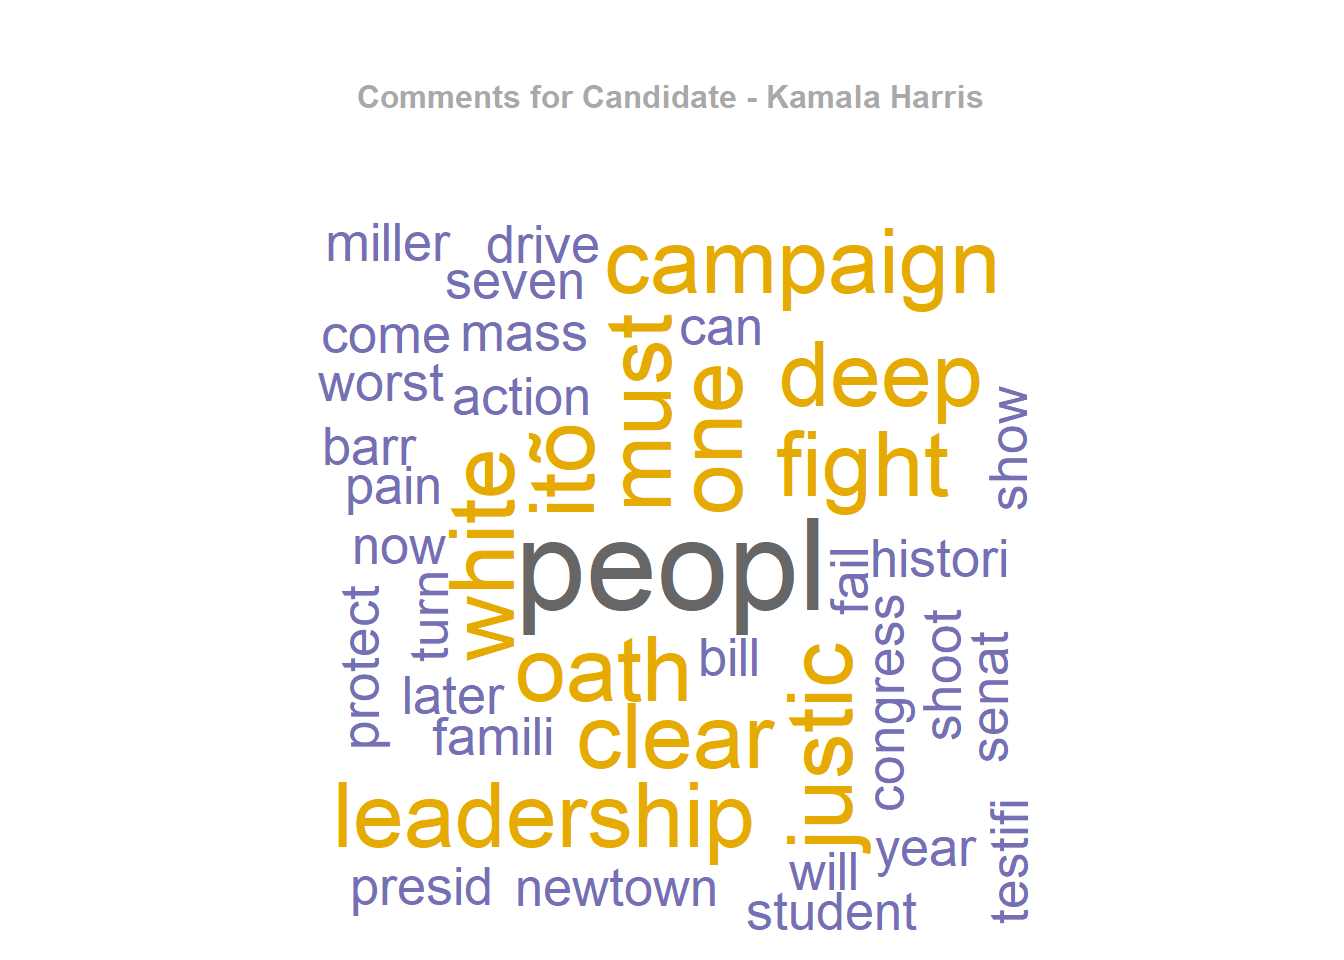 Comments for Candidate - Kamala Harris
miller
drive
campaign
seven
come
mass
must
can
worst
action
one
deep
show
barr
itõ
fight
pain
white
now
peopl
fail
histori
protect
turn
oath
bill
justic
congress
shoot
senat
later
famili
clear
leadership
year
testifi
presid
newtown
will
student